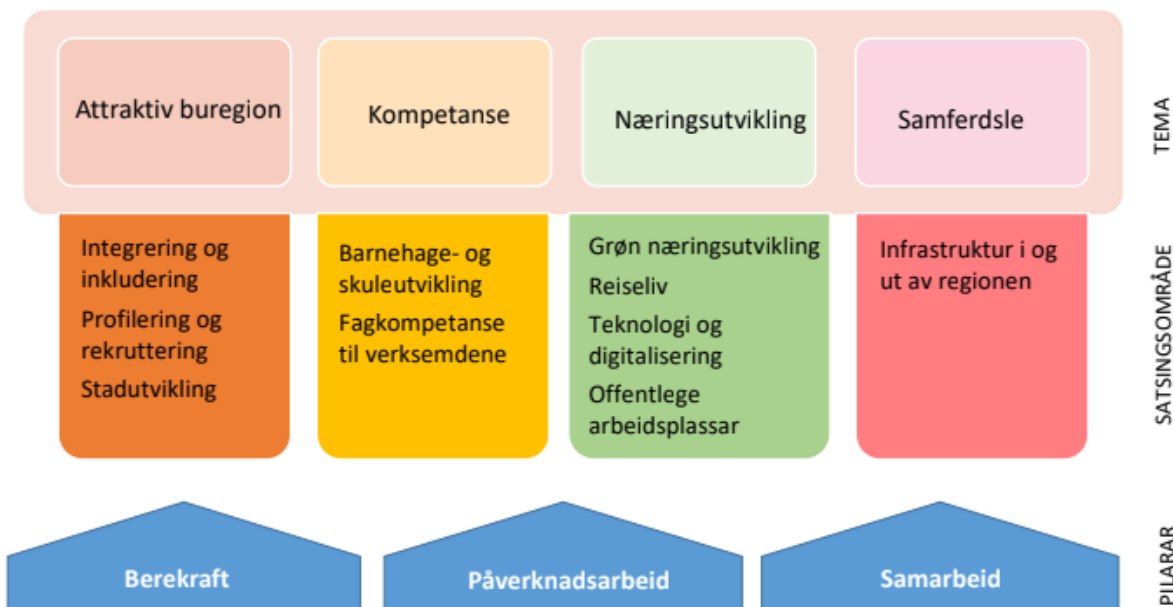 Attraktiv buregion
Kompetanse
Næringsutvikling
Samferdsle
TEMA
Integrering og
inkludering
Profilering og
rekruttering
Stadutvikling
Barnehage- og
skuleutvikling
Fagkompetanse
til verksemdene
Grøn næringsutvikling
Reiseliv
Teknologi og
digitalisering
Offentlege
arbeidsplassar
Infrastruktur i og
ut av regionen
SATSINGSOMRÅDE
Berekraft
Påverknadsarbeid
Samarbeid
PILARAR